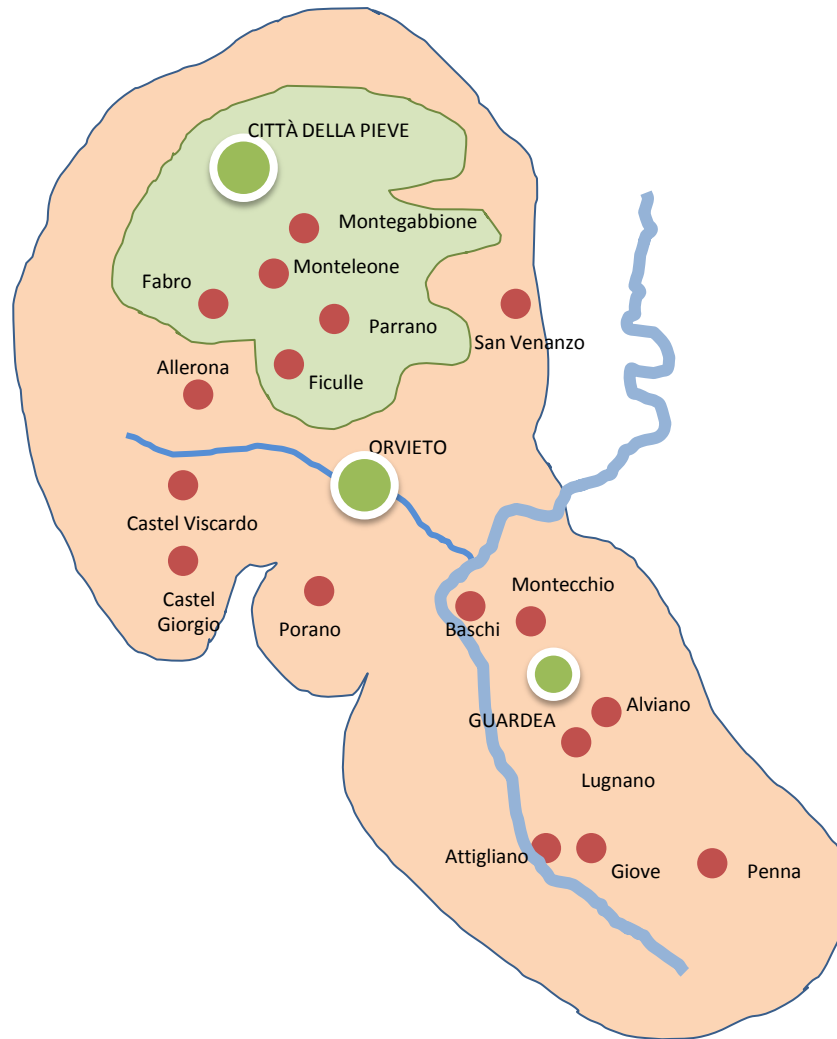 CITTÀ DELLA PIEVE
Montegabbione
Monteleone
Fabro
Parrano
San Venanzo
Allerona
Ficulle
ORVIETO
Castel Viscardo
Montecchio
Castel
Giorgio
Porano
Baschi
Alviano
GUARDEA
Lugnano
Attigliano
Giove
Penna